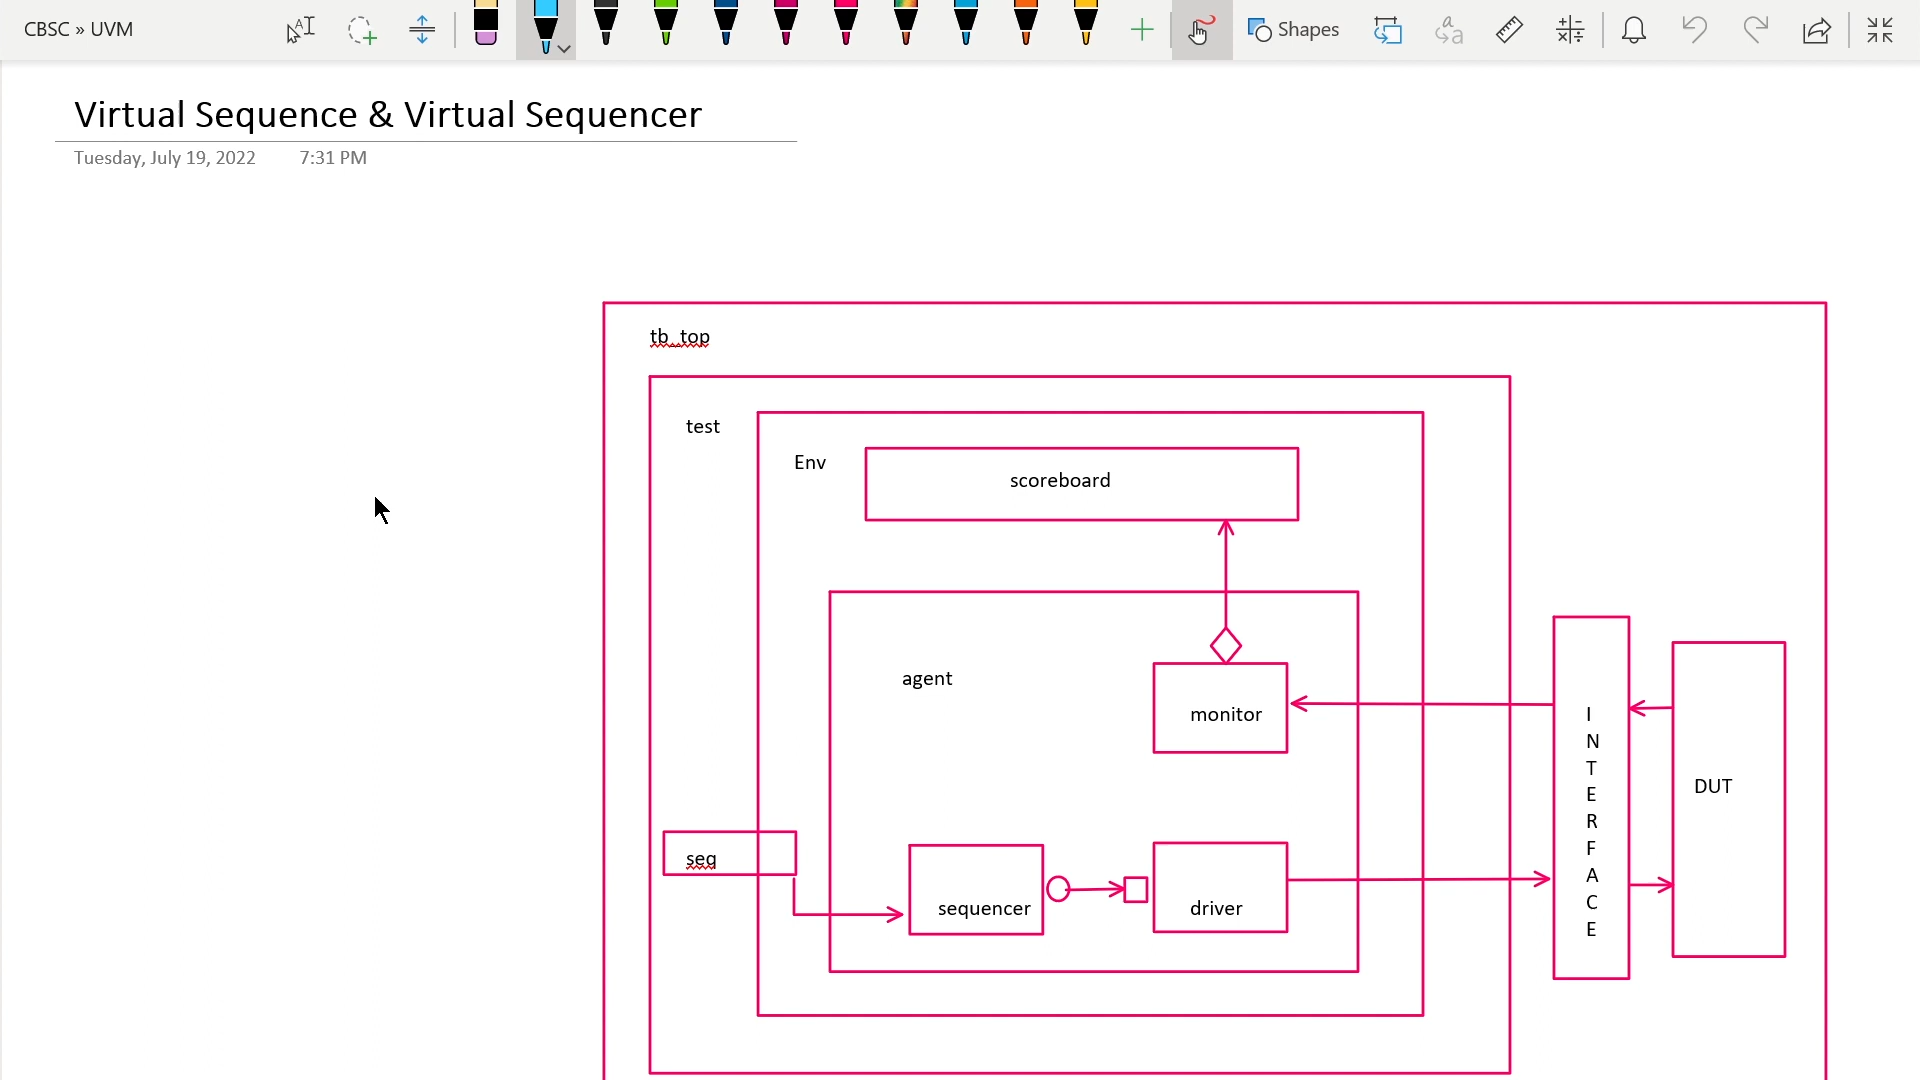 CBSC » UVM
Shapes
Virtual Sequence & Virtual Sequencer
Tuesday, July 19, 2022 7:31 PM
tb_top
test
Env
scoreboard
agent
monitor
I
N
T
E
R
F
A
C
E
DUT
seq
sequencer
driver